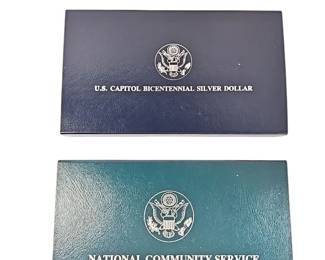 U.S. CAPITOL BICENTENNIAL SILVER DOLLAR
NATIONAL COMMUNITY SERVICE